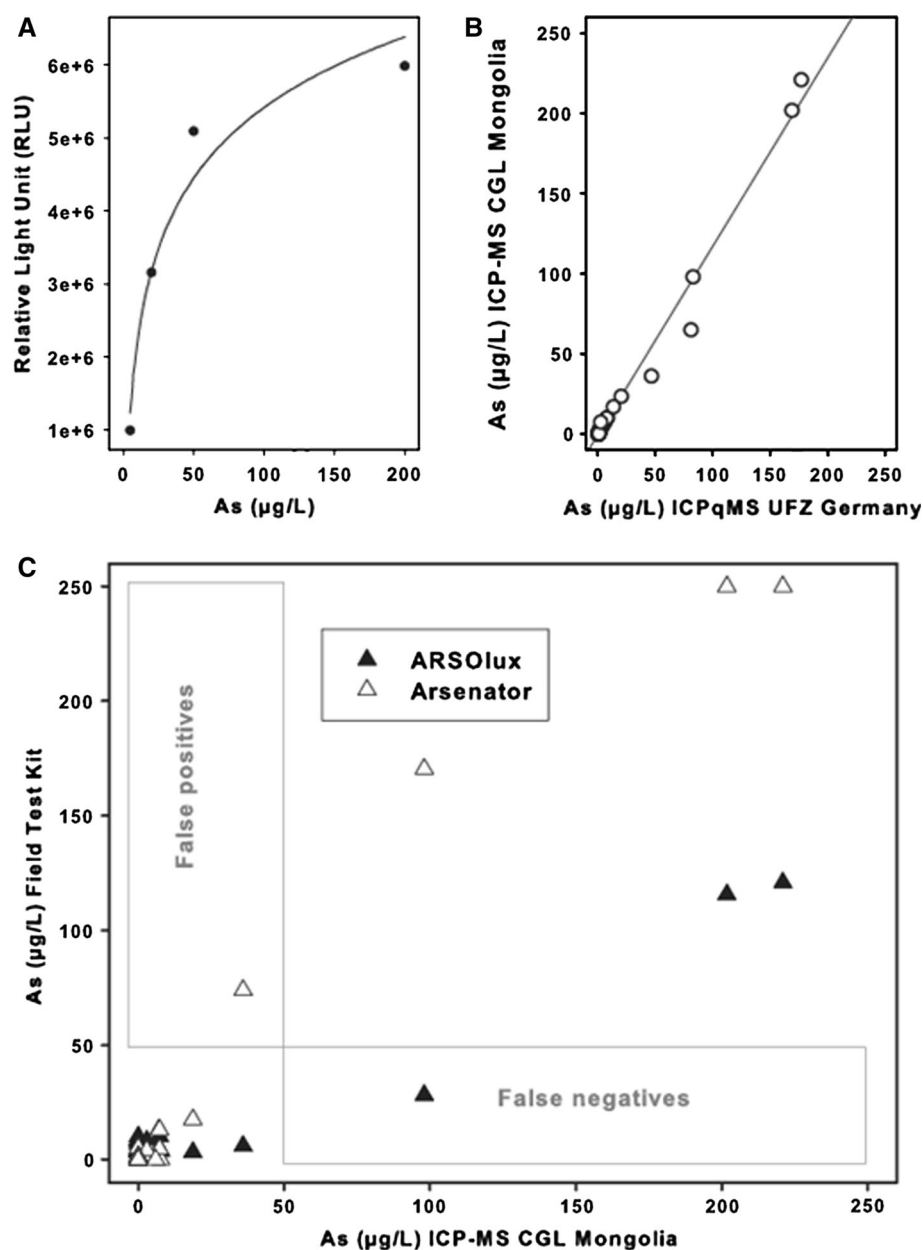 A
Relative Light Unit (RLU)
6e+6
5e+6
4e+6
3e+6
2e+6
1e+6
0 50 100 150 200
As (µg/L)
B
As (µg/L) ICP-MS CGL Mongolia
250
200
150
100
50
0
0 50 100 150 200 250
As (µg/L) ICPqMS UFZ Germany
C
As (µg/L) Field Test Kit
250
200
150
100
50
0
False positives
ARSOlux
Arsenator
False negatives
0 50 100 150 200 250
As (µg/L) ICP-MS CGL Mongolia